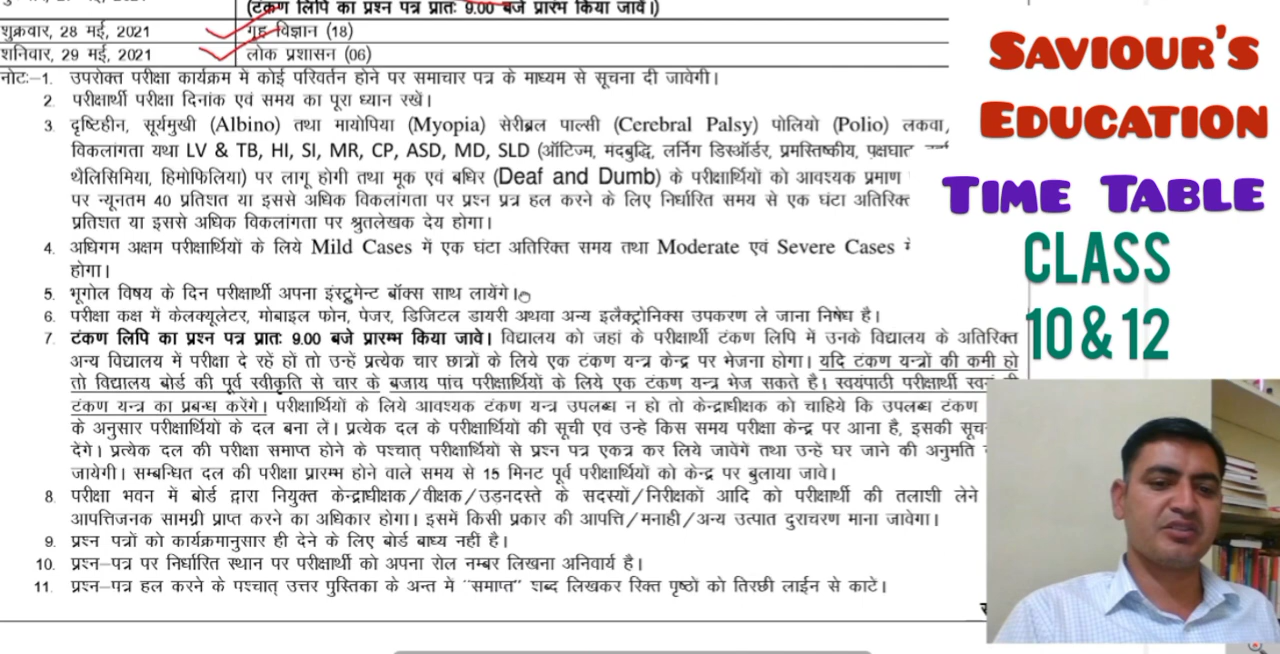 (टंकण लिपि का प्रश्न पत्र प्रातः 9.00 बजे प्रारंभ किया जावे।)
शुक्रवार, 28 मई, 2021 गृह विज्ञान (18)
शनिवार, 29 मई, 2021 लोक प्रशासन (06)
नोटः–1. उपरोक्त परीक्षा कार्यक्रम में कोई परिवर्तन होने पर समाचार पत्र के माध्यम से सूचना दी जावेगी।
2. परीक्षार्थी परीक्षा दिनांक एवं समय का पूरा ध्यान रखें।
3. दृष्टिहीन, सूर्यमुखी (Albino) तथा मायोपिया (Myopia) सेरीब्रल पाल्सी (Cerebral Palsy) पोलियो (Polio) लकवा,
विकलांगता यथा LV & TB, HI, SI, MR, CP, ASD, MD, SLD (ऑटिज्म, मंदबुद्धि, लर्निग डिस्ऑर्डर, प्रमस्तिष्कीय, पक्षघात
थैलिसिमिया, हिमोफिलिया) पर लागू होगी तथा मूक एवं बधिर (Deaf and Dumb) के परीक्षार्थियों को आवश्यक प्रमाण
पर न्यूनतम 40 प्रतिशत या इससे अधिक विकलांगता पर प्रश्न प्रत्र हल करने के लिए निर्धारित समय से एक घंटा अतिरिक्त
प्रतिशत या इससे अधिक विकलांगता पर श्रुतलेखक देय होगा।
4. अधिगम अक्षम परीक्षार्थियों के लिये Mild Cases में एक घंटा अतिरिक्त समय तथा Moderate एवं Severe Cases में
होगा।
5. भूगोल विषय के दिन परीक्षार्थी अपना इंस्ट्रुमेन्ट बॉक्स साथ लायेंगे।
6. परीक्षा कक्ष में केलक्यूलेटर, मोबाइल फोन, पेजर, डिजिटल डायरी अथवा अन्य इलैक्ट्रोनिक्स उपकरण ले जाना निषेध है।
7. टंकण लिपि का प्रश्न पत्र प्रातः 9.00 बजे प्रारम्भ किया जावे। विद्यालय को जहां के परीक्षार्थी टंकण लिपि में उनके विद्यालय के अतिरिक्त
अन्य विद्यालय में परीक्षा दे रहें हों तो उन्हें प्रत्येक चार छात्रों के लिये एक टंकण यन्त्र केन्द्र पर भेजना होगा। यदि टंकण यन्त्रों की कमी हो
तो विद्यालय बोर्ड की पूर्व स्वीकृति से चार के बजाय पांच परीक्षार्थियों के लिये एक टंकण यन्त्र भेज सकते है। स्वयंपाठी परीक्षार्थी
टंकण यन्त्र का प्रबन्ध करेंगे। परीक्षार्थियों के लिये आवश्यक टंकण यन्त्र उपलब्ध न हो तो केन्द्राधीक्षक को चाहिये कि उपलब्ध टंकण
के अनुसार परीक्षार्थियों के दल बना ले। प्रत्येक दल के परीक्षार्थियों की सूची एवं उन्हे किस समय परीक्षा केन्द्र पर आना है, इसकी
देंगे। प्रत्येक दल की परीक्षा समाप्त होने के पश्चात् परीक्षार्थियों से प्रश्न पत्र एकत्र कर लिये जावेंगें तथा उन्हें घर जाने की अनुमति
जायेगी। सम्बन्धित दल की परीक्षा प्रारम्भ होने वाले समय से 15 मिनट पूर्व परीक्षार्थियों को केन्द्र पर बुलाया जावे।
8. परीक्षा भवन में बोर्ड द्वारा नियुक्त केन्द्राधीक्षक/वीक्षक/उड़नदस्ते के सदस्यों/निरीक्षकों आदि को परीक्षार्थी की तलाशी लेने
आपत्तिजनक सामग्री प्राप्त करने का अधिकार होगा। इसमें किसी प्रकार की आपत्ति/मनाही/अन्य उत्पात दुराचरण माना जावेगा।
9. प्रश्न पत्रों को कार्यक्रमानुसार ही देने के लिए बोर्ड बाध्य नहीं है।
10. प्रश्न–पत्र पर निर्धारित स्थान पर परीक्षार्थी को अपना रोल नम्बर लिखना अनिवार्य है।
11. प्रश्न–पत्र हल करने के पश्चात् उत्तर पुस्तिका के अन्त में "समाप्त" शब्द लिखकर रिक्त पृष्ठों को तिरछी लाईन से काटें।
SAVIOUR'S
EDUCATION
TIME TABLE
CLASS
10 & 12